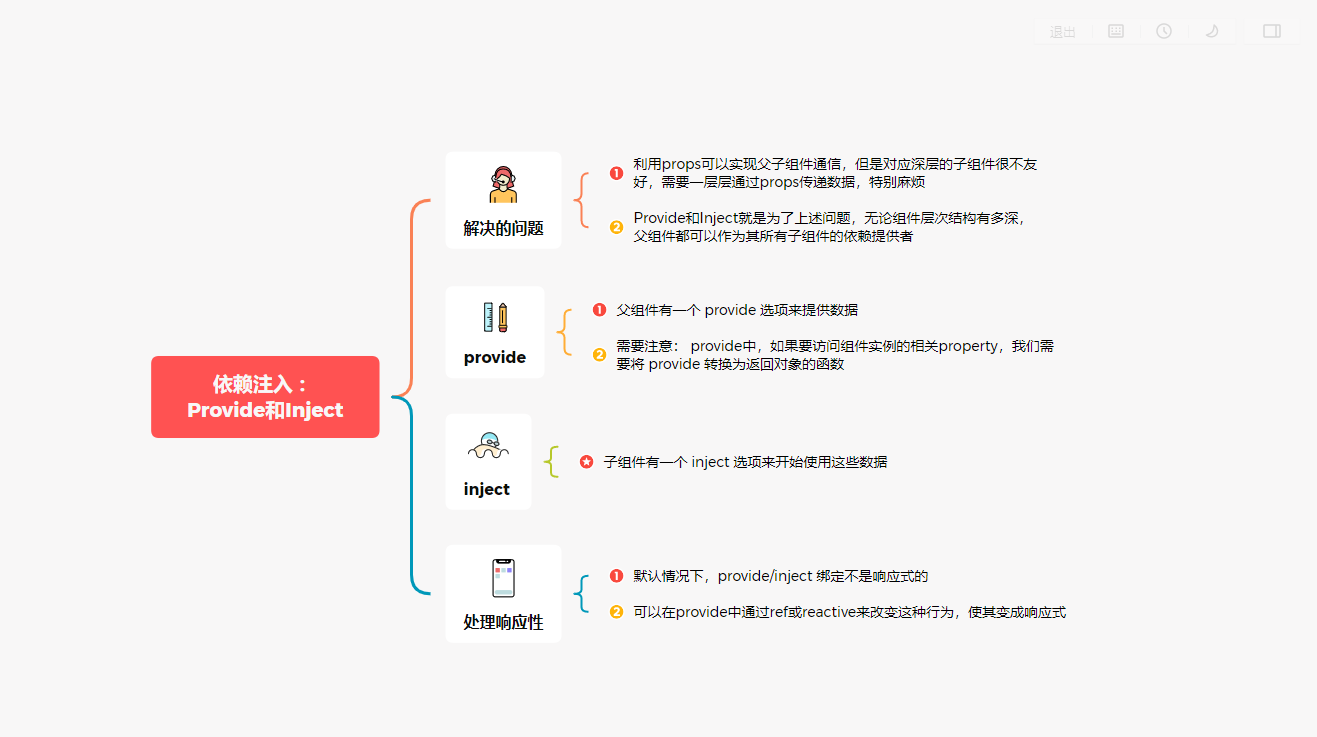 退出
解决的问题
1 利用props可以实现父子组件通信，但是对应深层的子组件很不友
好，需要一层层通过props传递数据，特别麻烦
2 Provide和Inject就是为了上述问题，无论组件层次结构有多深，
父组件都可以作为其所有子组件的依赖提供者
provide
1 父组件有一个 provide 选项来提供数据
2 需要注意： provide中，如果要访问组件实例的相关property，我们需
要将 provide 转换为返回对象的函数
依赖注入：
Provide和Inject
inject
子组件有一个 inject 选项来开始使用这些数据
处理响应性
1 默认情况下，provide/inject 绑定不是响应式的
2 可以在provide中通过ref或reactive来改变这种行为，使其变成响应式